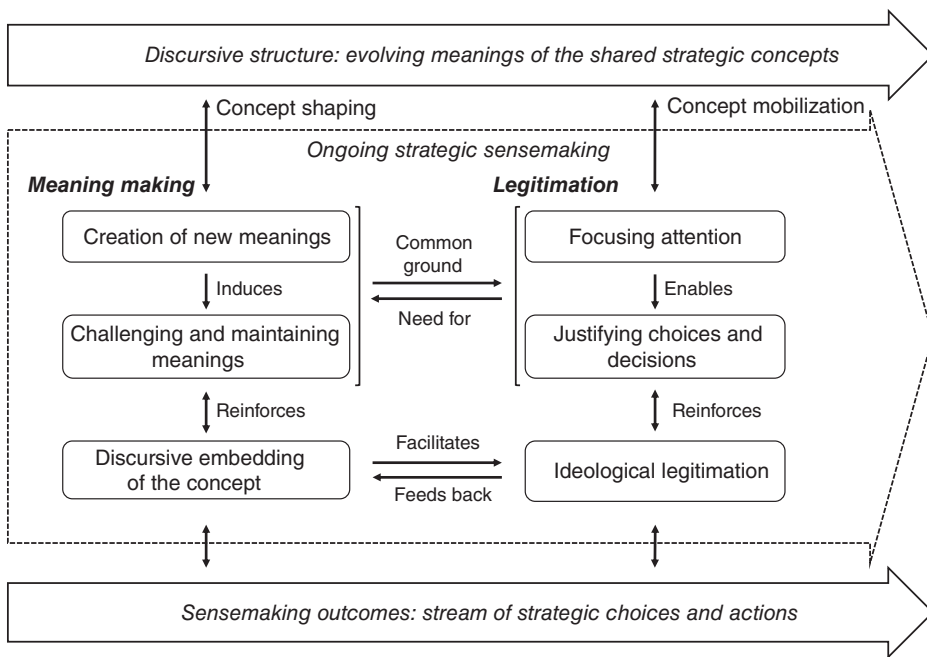 Discursive structure: evolving meanings of the shared strategic concepts
Concept shaping
Concept mobilization
Ongoing strategic sensemaking
Meaning making
Legitimation
Creation of new meanings
Common
ground
Focusing attention
Induces
Enables
Need for
Challenging and maintaining
meanings
Justifying choices and
decisions
Reinforces
Reinforces
Discursive embedding
of the concept
Facilitates
Feeds back
Ideological legitimation
Sensemaking outcomes: stream of strategic choices and actions